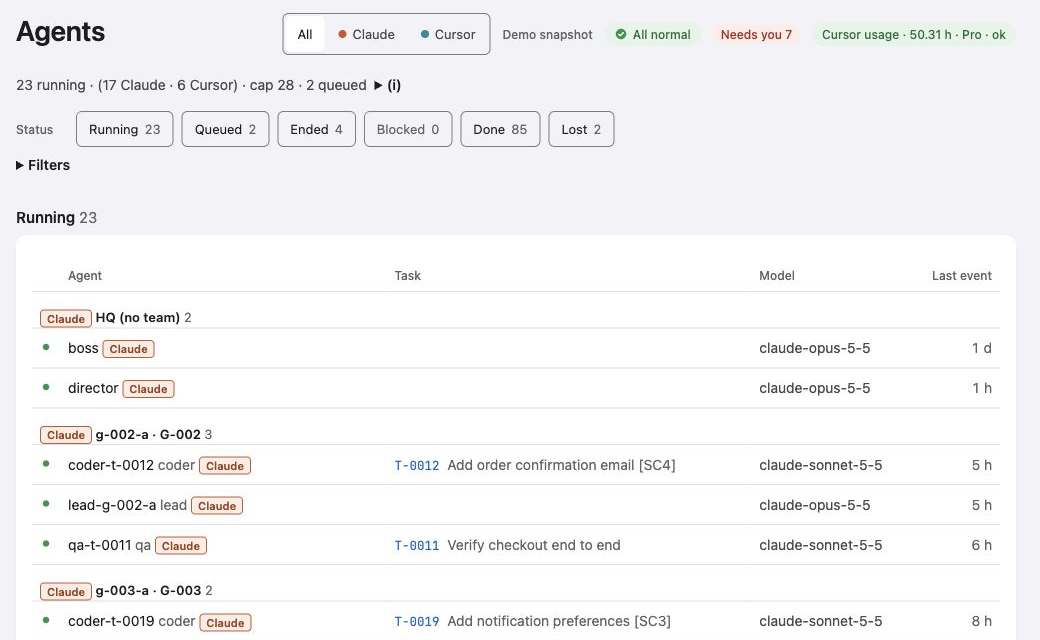 Agents
All Claude Cursor Demo snapshot All normal Needs you 7 Cursor usage · 50.31 h · Pro · ok
23 running · (17 Claude · 6 Cursor) · cap 28 · 2 queued ▶ (i)
Status Running 23 Queued 2 Ended 4 Blocked 0 Done 85 Lost 2
▶ Filters
Running 23
Agent Task Model Last event
Claude HQ (no team) 2
boss Claude claude-opus-5-5 1 d
director Claude claude-opus-5-5 1 h
Claude g-002-a · G-002 3
coder-t-0012 coder Claude T-0012 Add order confirmation email [SC4] claude-sonnet-5-5 5 h
lead-g-002-a lead Claude claude-opus-5-5 5 h
qa-t-0011 qa Claude T-0011 Verify checkout end to end claude-sonnet-5-5 6 h
Claude g-003-a · G-003 2
coder-t-0019 coder Claude T-0019 Add notification preferences [SC3] claude-sonnet-5-5 8 h